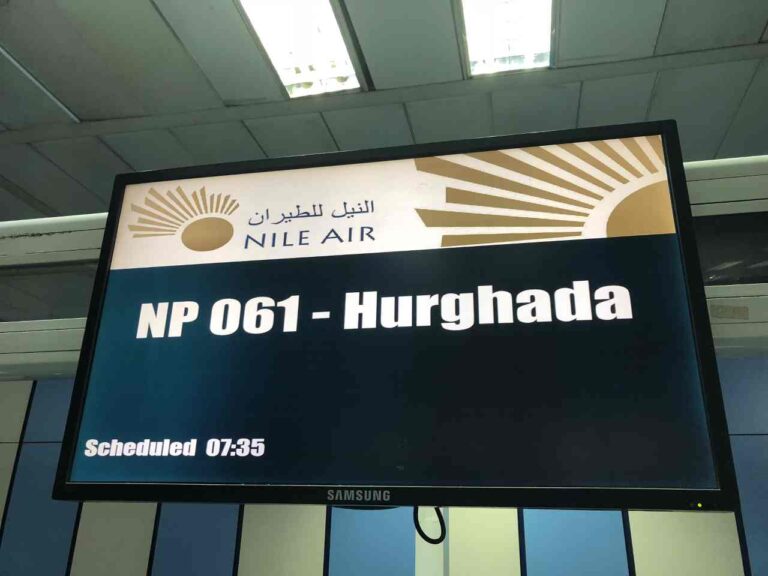 النيل للطيران
NILE AIR
NP 061 - Hurghada
Scheduled 07:35
SAMSUNG